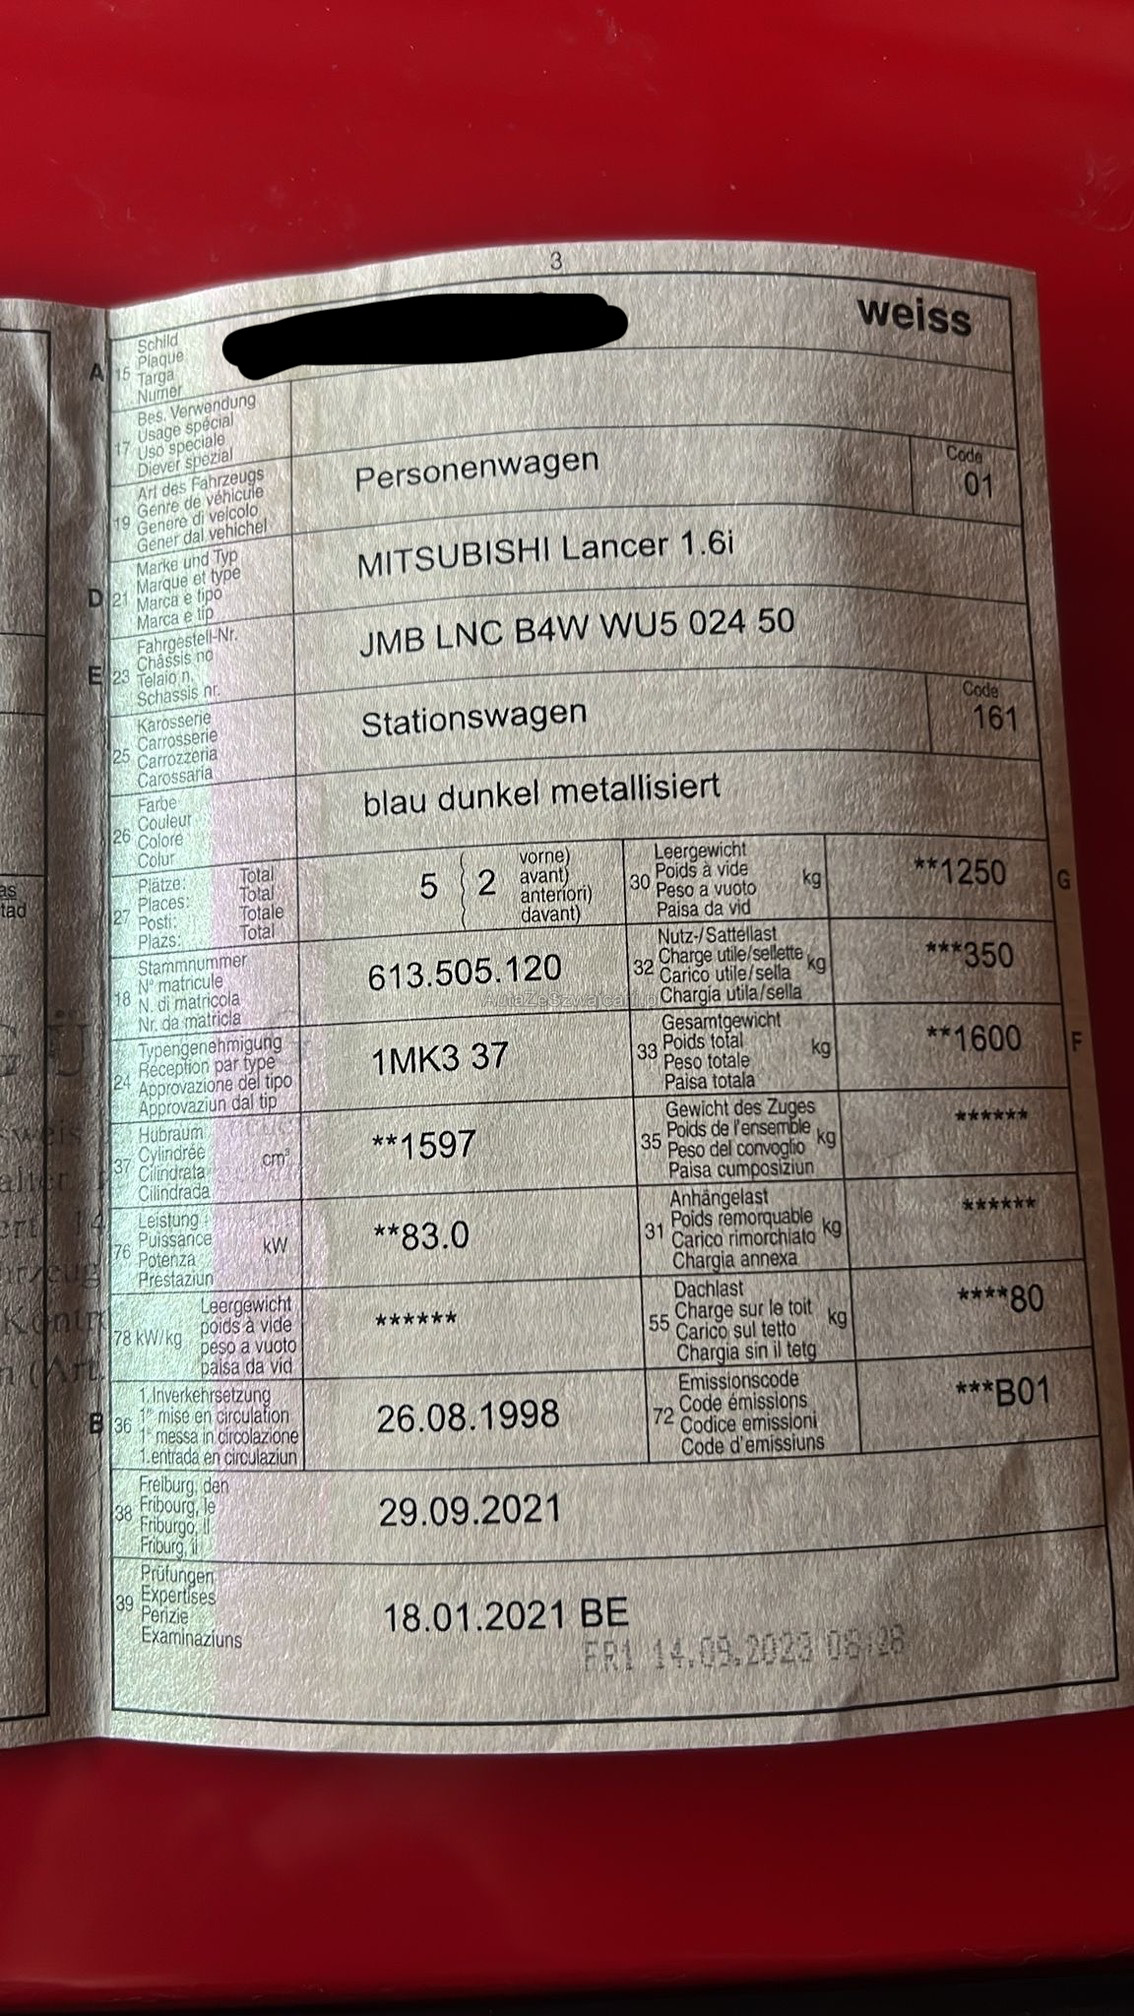 3
A 15 Schild
Plaque
Targa
Numer
weiss
17 Bes. Verwendung
Usage spécial
Uso speciale
Diever spezial
19 Art des Fahrzeugs
Genre de véhicule
Genere di veicolo
Gener dal vehichel
Personenwagen
Code
01
D 21 Marke und Typ
Marque et type
Marca e tipo
Marca e tip
MITSUBISHI Lancer 1.6i
E 23 Fahrgestell-Nr.
Châssis no
Telaio n.
Schassis nr.
JMB LNC B4W WU5 024 50
25 Karosserie
Carrosserie
Carrozzeria
Carossaria
Stationswagen
Code
161
26 Farbe
Couleur
Colore
Colur
blau dunkel metallisiert
27 Plätze: Total
Places: Total
Posti: Totale
Plazs: Total
5 ( 2 vorne)
avant)
anteriori)
davant)
30 Leergewicht
Poids à vide
Peso a vuoto
Paisa da vid
kg
**1250
G
18 Stammnummer
N° matricule
N. di matricola
Nr. da matricla
613.505.120
32 Nutz-/Sattellast
Charge utile/sellette
Carico utile/sella
Chargia utila/sella
kg
***350
24 Typengenehmigung
Réception par type
Approvazione del tipo
Approvaziun dal tip
1MK3 37
33 Gesamtgewicht
Poids total
Peso totale
Paisa totala
kg
**1600
F
37 Hubraum
Cylindrée
Cilindrata
Cilindrada
cm³
**1597
35 Gewicht des Zuges
Poids de l'ensemble
Peso del convoglio
Paisa cumposiziun
kg
******
76 Leistung
Puissance
Potenza
Prestaziun
kW
**83.0
31 Anhängelast
Poids remorquable
Carico rimorchiato
Chargia annexa
kg
******
78 kW/kg Leergewicht
poids à vide
peso a vuoto
paisa da vid
******
55 Dachlast
Charge sur le toit
Carico sul tetto
Chargia sin il tetg
kg
****80
B 36 1.Inverkehrsetzung
1° mise en circulation
1° messa in circolazione
1.entrada en circulaziun
26.08.1998
72 Emissionscode
Code émissions
Codice emissioni
Code d'emissiuns
***B01
38 Freiburg, den
Fribourg, le
Friburgo, il
Friburg, il
29.09.2021
39 Prüfungen
Expertises
Perizie
Examinaziuns
18.01.2021 BE
FR1 14.09.2023 08:28